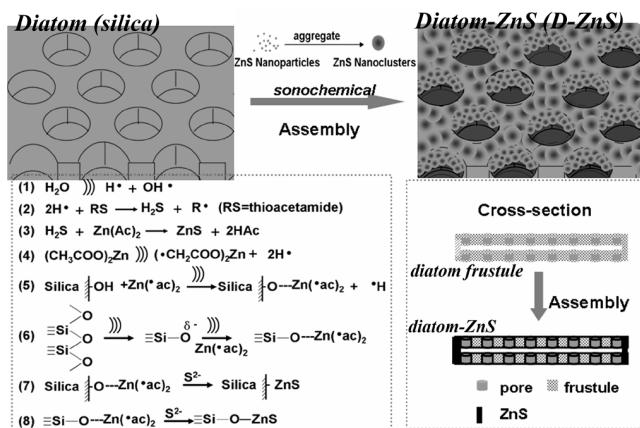 Diatom (silica)
Diatom-ZnS (D-ZnS)
aggregate
ZnS Nanoparticles
ZnS Nanoclusters
sonochemical
Assembly
(1) H₂O ))) H• + OH •
(2) 2H• + RS → H₂S + R• (RS=thioacetamide)
(3) H₂S + Zn(Ac)₂ → ZnS + 2HAc
(4) (CH₃COO)₂Zn ))) (•CH₂COO)₂Zn + 2H•
(5) Silica OH +Zn(•ac)₂ ))) → Silica O---Zn(•ac)₂ + •H
(6) O ≡Si O ≡Si O ))) → ≡Si—O δ- ))) → Zn(•ac)₂ ≡Si—O---Zn(•ac)₂
(7) Silica O---Zn(•ac)₂ S²⁻ → Silica ZnS
(8) ≡Si—O---Zn(•ac)₂ S²⁻ → ≡Si—O—ZnS
Cross-section
diatom frustule
Assembly
diatom-ZnS
pore frustule
ZnS